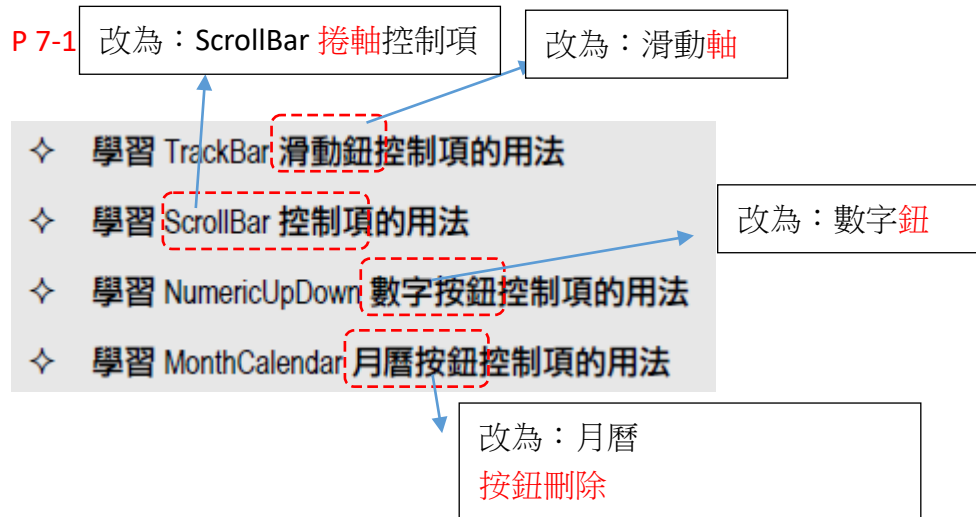 P 7-1
改為：ScrollBar 捲軸控制項
改為：滑動軸
✧ 學習 TrackBar 滑動鈕控制項的用法
✧ 學習 ScrollBar 控制項的用法
改為：數字鈕
✧ 學習 NumericUpDown 數字按鈕控制項的用法
✧ 學習 MonthCalendar 月曆按鈕控制項的用法
改為：月曆
按鈕刪除